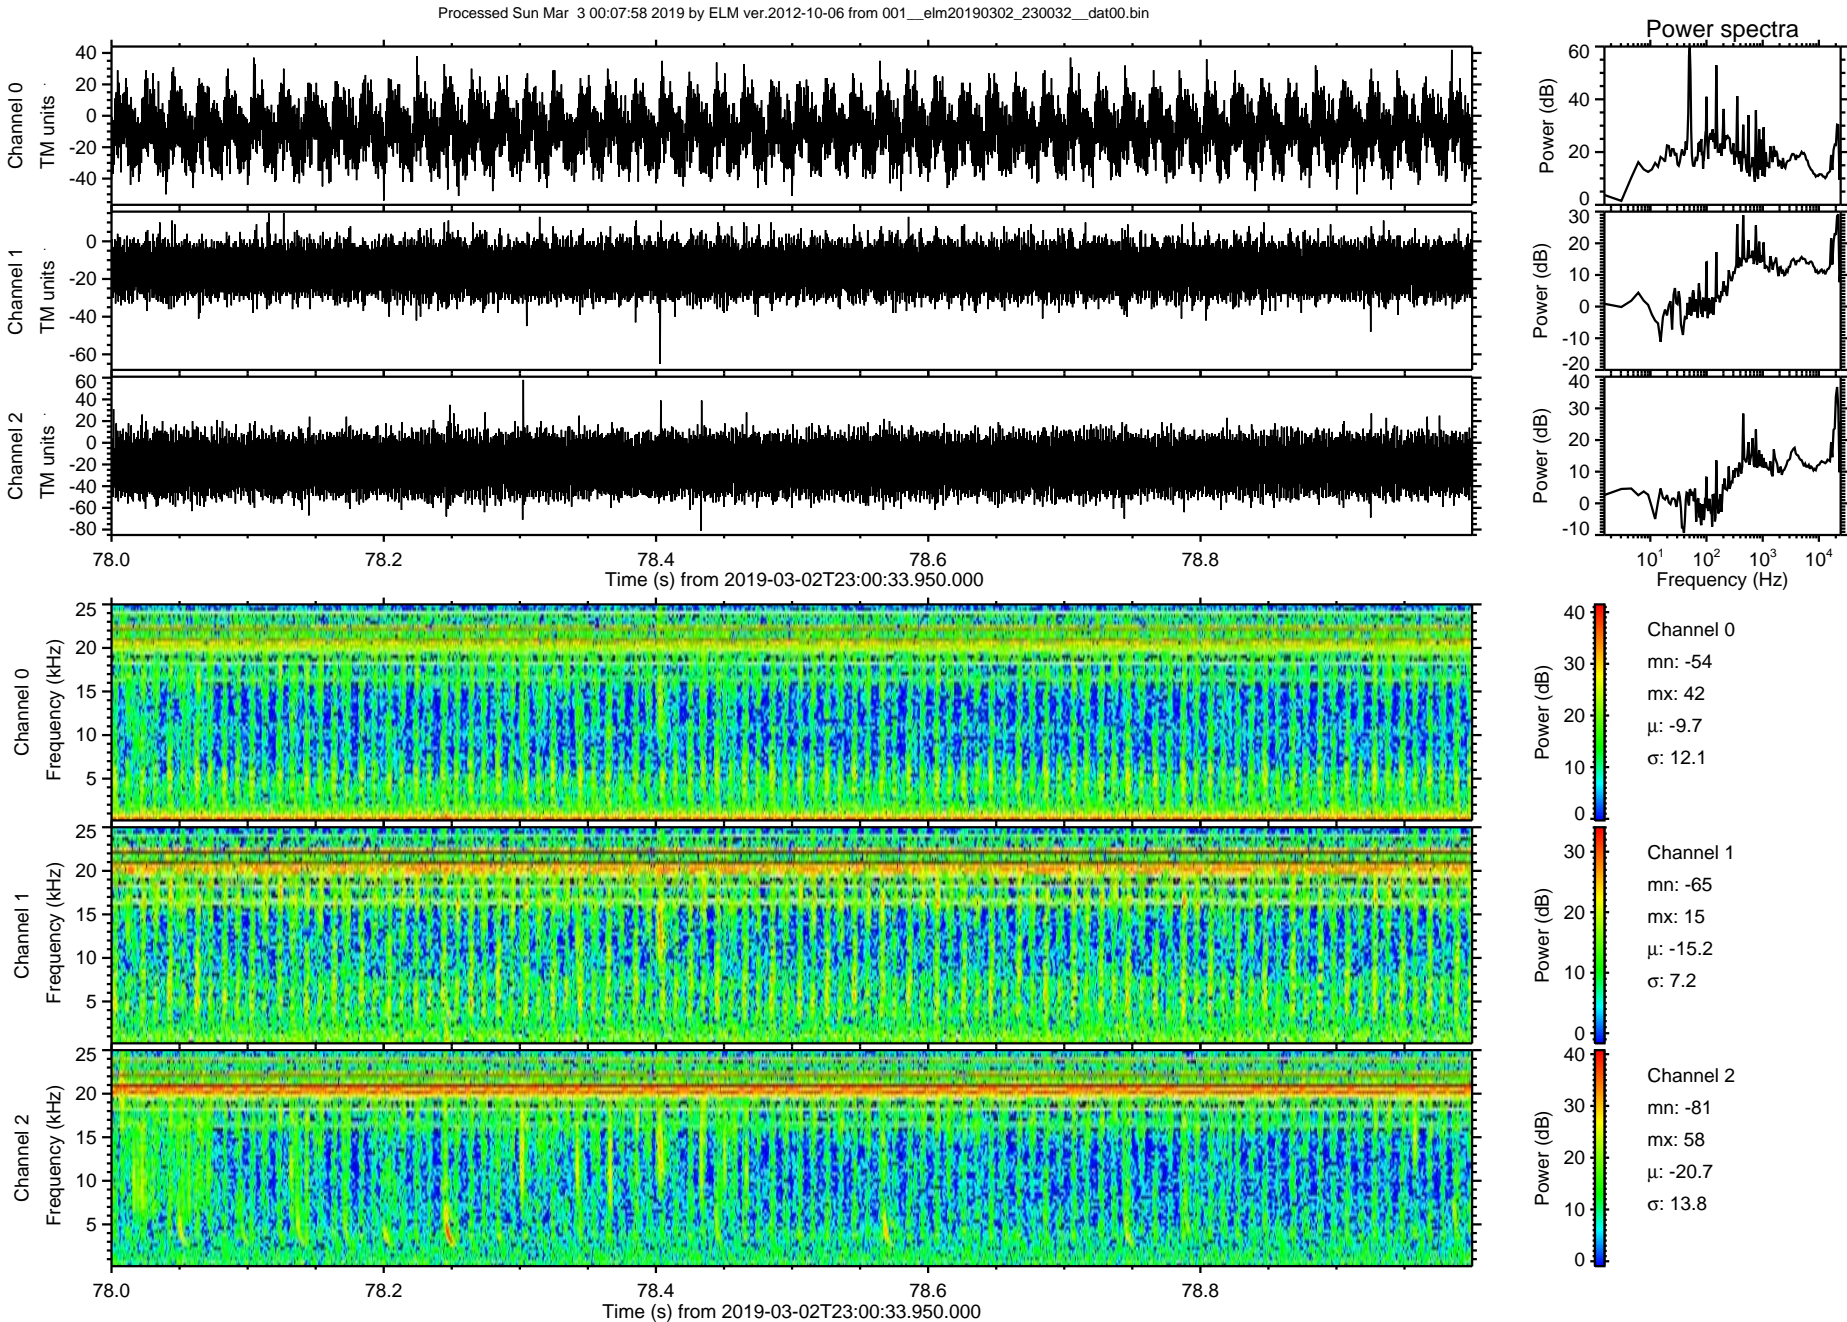 Processed Sun Mar  3 00:07:58 2019 by ELM ver.2012-10-06 from 001__elm20190302_230032__dat00.bin
Power spectra
Channel 0
TM units
40
20
0
-20
-40
Power (dB)
60
40
20
0
Channel 1
TM units
0
-20
-40
-60
Power (dB)
30
20
10
0
-10
-20
Channel 2
TM units
60
40
20
0
-20
-40
-60
-80
Power (dB)
40
30
20
10
0
-10
78.0 78.2 78.4 78.6 78.8
Time (s) from 2019-03-02T23:00:33.950.000
10¹ 10² 10³ 10⁴
Frequency (Hz)
Channel 0
Frequency (kHz)
25
20
15
10
5
Power (dB)
40
30
20
10
0
Channel 0
mn: -54
mx: 42
μ: -9.7
σ: 12.1
Channel 1
Frequency (kHz)
25
20
15
10
5
Power (dB)
30
20
10
0
Channel 1
mn: -65
mx: 15
μ: -15.2
σ: 7.2
Channel 2
Frequency (kHz)
25
20
15
10
5
Power (dB)
40
30
20
10
0
Channel 2
mn: -81
mx: 58
μ: -20.7
σ: 13.8
78.0 78.2 78.4 78.6 78.8
Time (s) from 2019-03-02T23:00:33.950.000